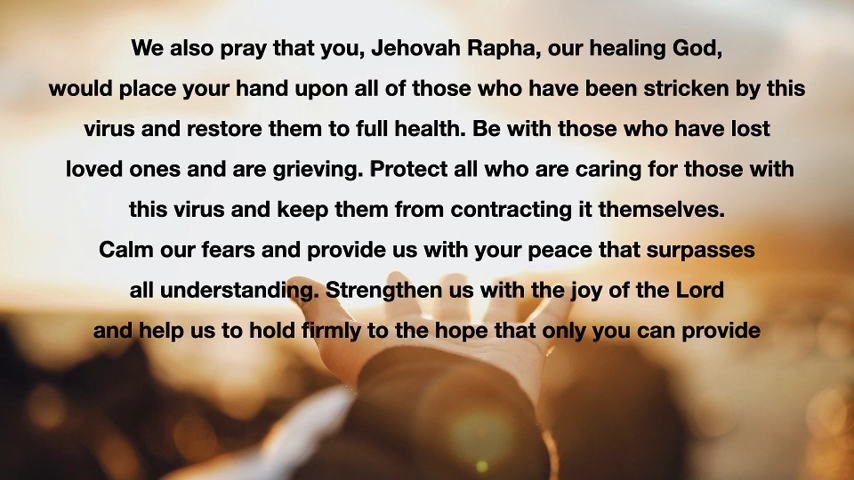 We also pray that you, Jehovah Rapha, our healing God,
would place your hand upon all of those who have been stricken by this
virus and restore them to full health. Be with those who have lost
loved ones and are grieving. Protect all who are caring for those with
this virus and keep them from contracting it themselves.
Calm our fears and provide us with your peace that surpasses
all understanding. Strengthen us with the joy of the Lord
and help us to hold firmly to the hope that only you can provide